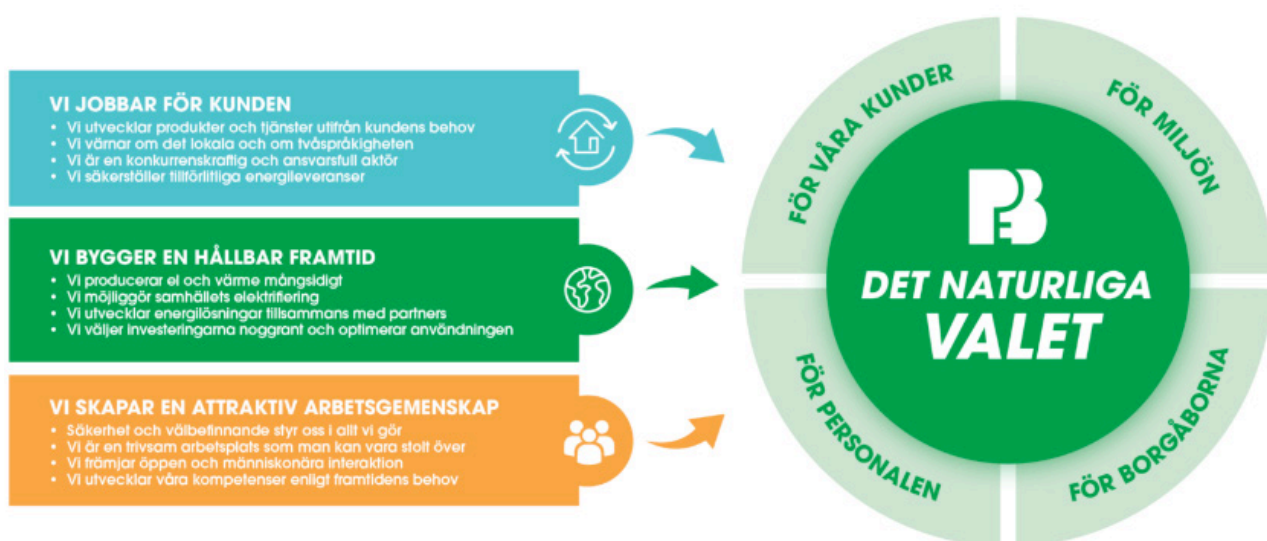 VI JOBBAR FÖR KUNDEN
• Vi utvecklar produkter och tjänster utifrån kundens behov
• Vi värnar om det lokala och om tvåspråkigheten
• Vi är en konkurrenskraftig och ansvarsfull aktör
• Vi säkerställer tillförlitliga energileveranser
VI BYGGER EN HÅLLBAR FRAMTID
• Vi producerar el och värme mångsidigt
• Vi möjliggör samhällets elektrifiering
• Vi utvecklar energilösningar tillsammans med partners
• Vi väljer investeringarna noggrant och optimerar användningen
VI SKAPAR EN ATTRAKTIV ARBETSGEMENSKAP
• Säkerhet och välbefinnande styr oss i allt vi gör
• Vi är en trivsam arbetsplats som man kan vara stolt över
• Vi främjar öppen och människonära interaktion
• Vi utvecklar våra kompetenser enligt framtidens behov
FÖR VÅRA KUNDER
FÖR MILJÖN
PBE
DET NATURLIGA
VALET
FÖR PERSONALEN
FÖR BORGÅBORNA